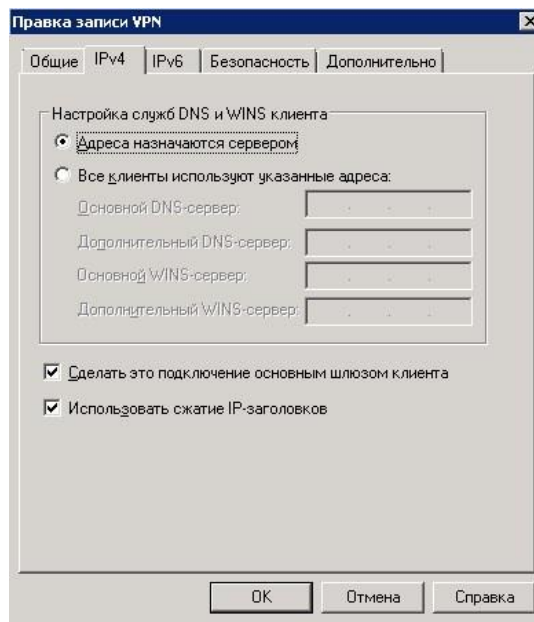 Правка записи VPN
Общие IPv4 IPv6 Безопасность Дополнительно
Настройка служб DNS и WINS клиента
Адреса назначаются сервером
Все клиенты используют указанные адреса:
Основной DNS-сервер:
Дополнительный DNS-сервер:
Основной WINS-сервер:
Дополнительный WINS-сервер:
Сделать это подключение основным шлюзом клиента
Использовать сжатие IP-заголовков
OK Отмена Справка